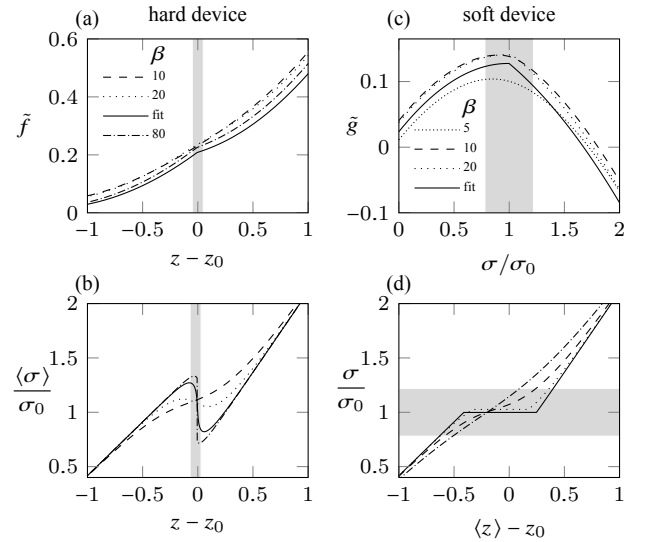 hard device
soft device
(a)
β
10
20
fit
80
f̃
0.6
0.4
0.2
0
−1 −0.5 0 0.5 1
z − z₀
(c)
β
5
10
20
fit
g̃
0.1
0
−0.1
0 0.5 1 1.5 2
σ/σ₀
(b)
⟨σ⟩
σ₀
2
1.5
1
0.5
−1 −0.5 0 0.5 1
z − z₀
(d)
σ
σ₀
2
1.5
1
0.5
−1 −0.5 0 0.5 1
⟨z⟩ − z₀